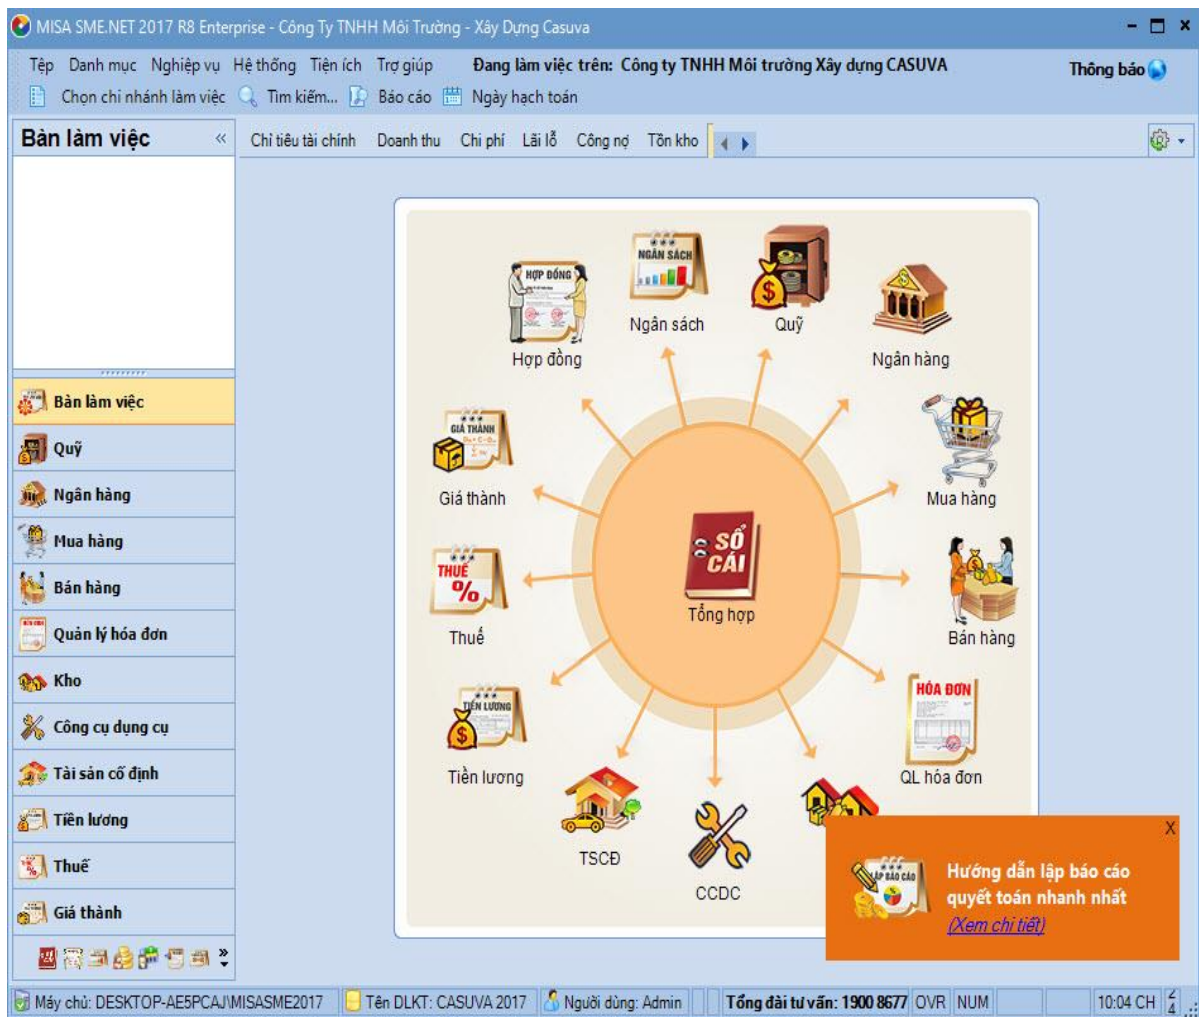 MISA SME.NET 2017 R8 Enterprise - Công Ty TNHH Môi Trường - Xây Dựng Casuva
Tệp Danh mục Nghiệp vụ Hệ thống Tiện ích Trợ giúp Đang làm việc trên: Công ty TNHH Môi trường Xây dựng CASUVA Thông báo
Chọn chi nhánh làm việc Tìm kiếm... Báo cáo Ngày hạch toán
Bàn làm việc «
Chỉ tiêu tài chính Doanh thu Chi phí Lãi lỗ Công nợ Tồn kho
HỢP ĐỒNG
Hợp đồng
NGÂN SÁCH
Ngân sách
Quỹ
Ngân hàng
GIÁ THÀNH
Giá thành
Mua hàng
THUẾ
%
Thuế
SỔ
CÁI
Tổng hợp
Bán hàng
TIỀN LƯƠNG
Tiền lương
HÓA ĐƠN
QL hóa đơn
TSCĐ
CCDC
Bàn làm việc
Quỹ
Ngân hàng
Mua hàng
Bán hàng
Quản lý hóa đơn
Kho
Công cụ dụng cụ
Tài sản cố định
Tiền lương
Thuế
Giá thành
X
LẬP BÁO CÁO
Hướng dẫn lập báo cáo
quyết toán nhanh nhất
(Xem chi tiết)
Máy chủ: DESKTOP-AE5PCAJ\MISASME2017 Tên DLKT: CASUVA 2017 Người dùng: Admin Tổng đài tư vấn: 1900 8677 OVR NUM 10:04 CH